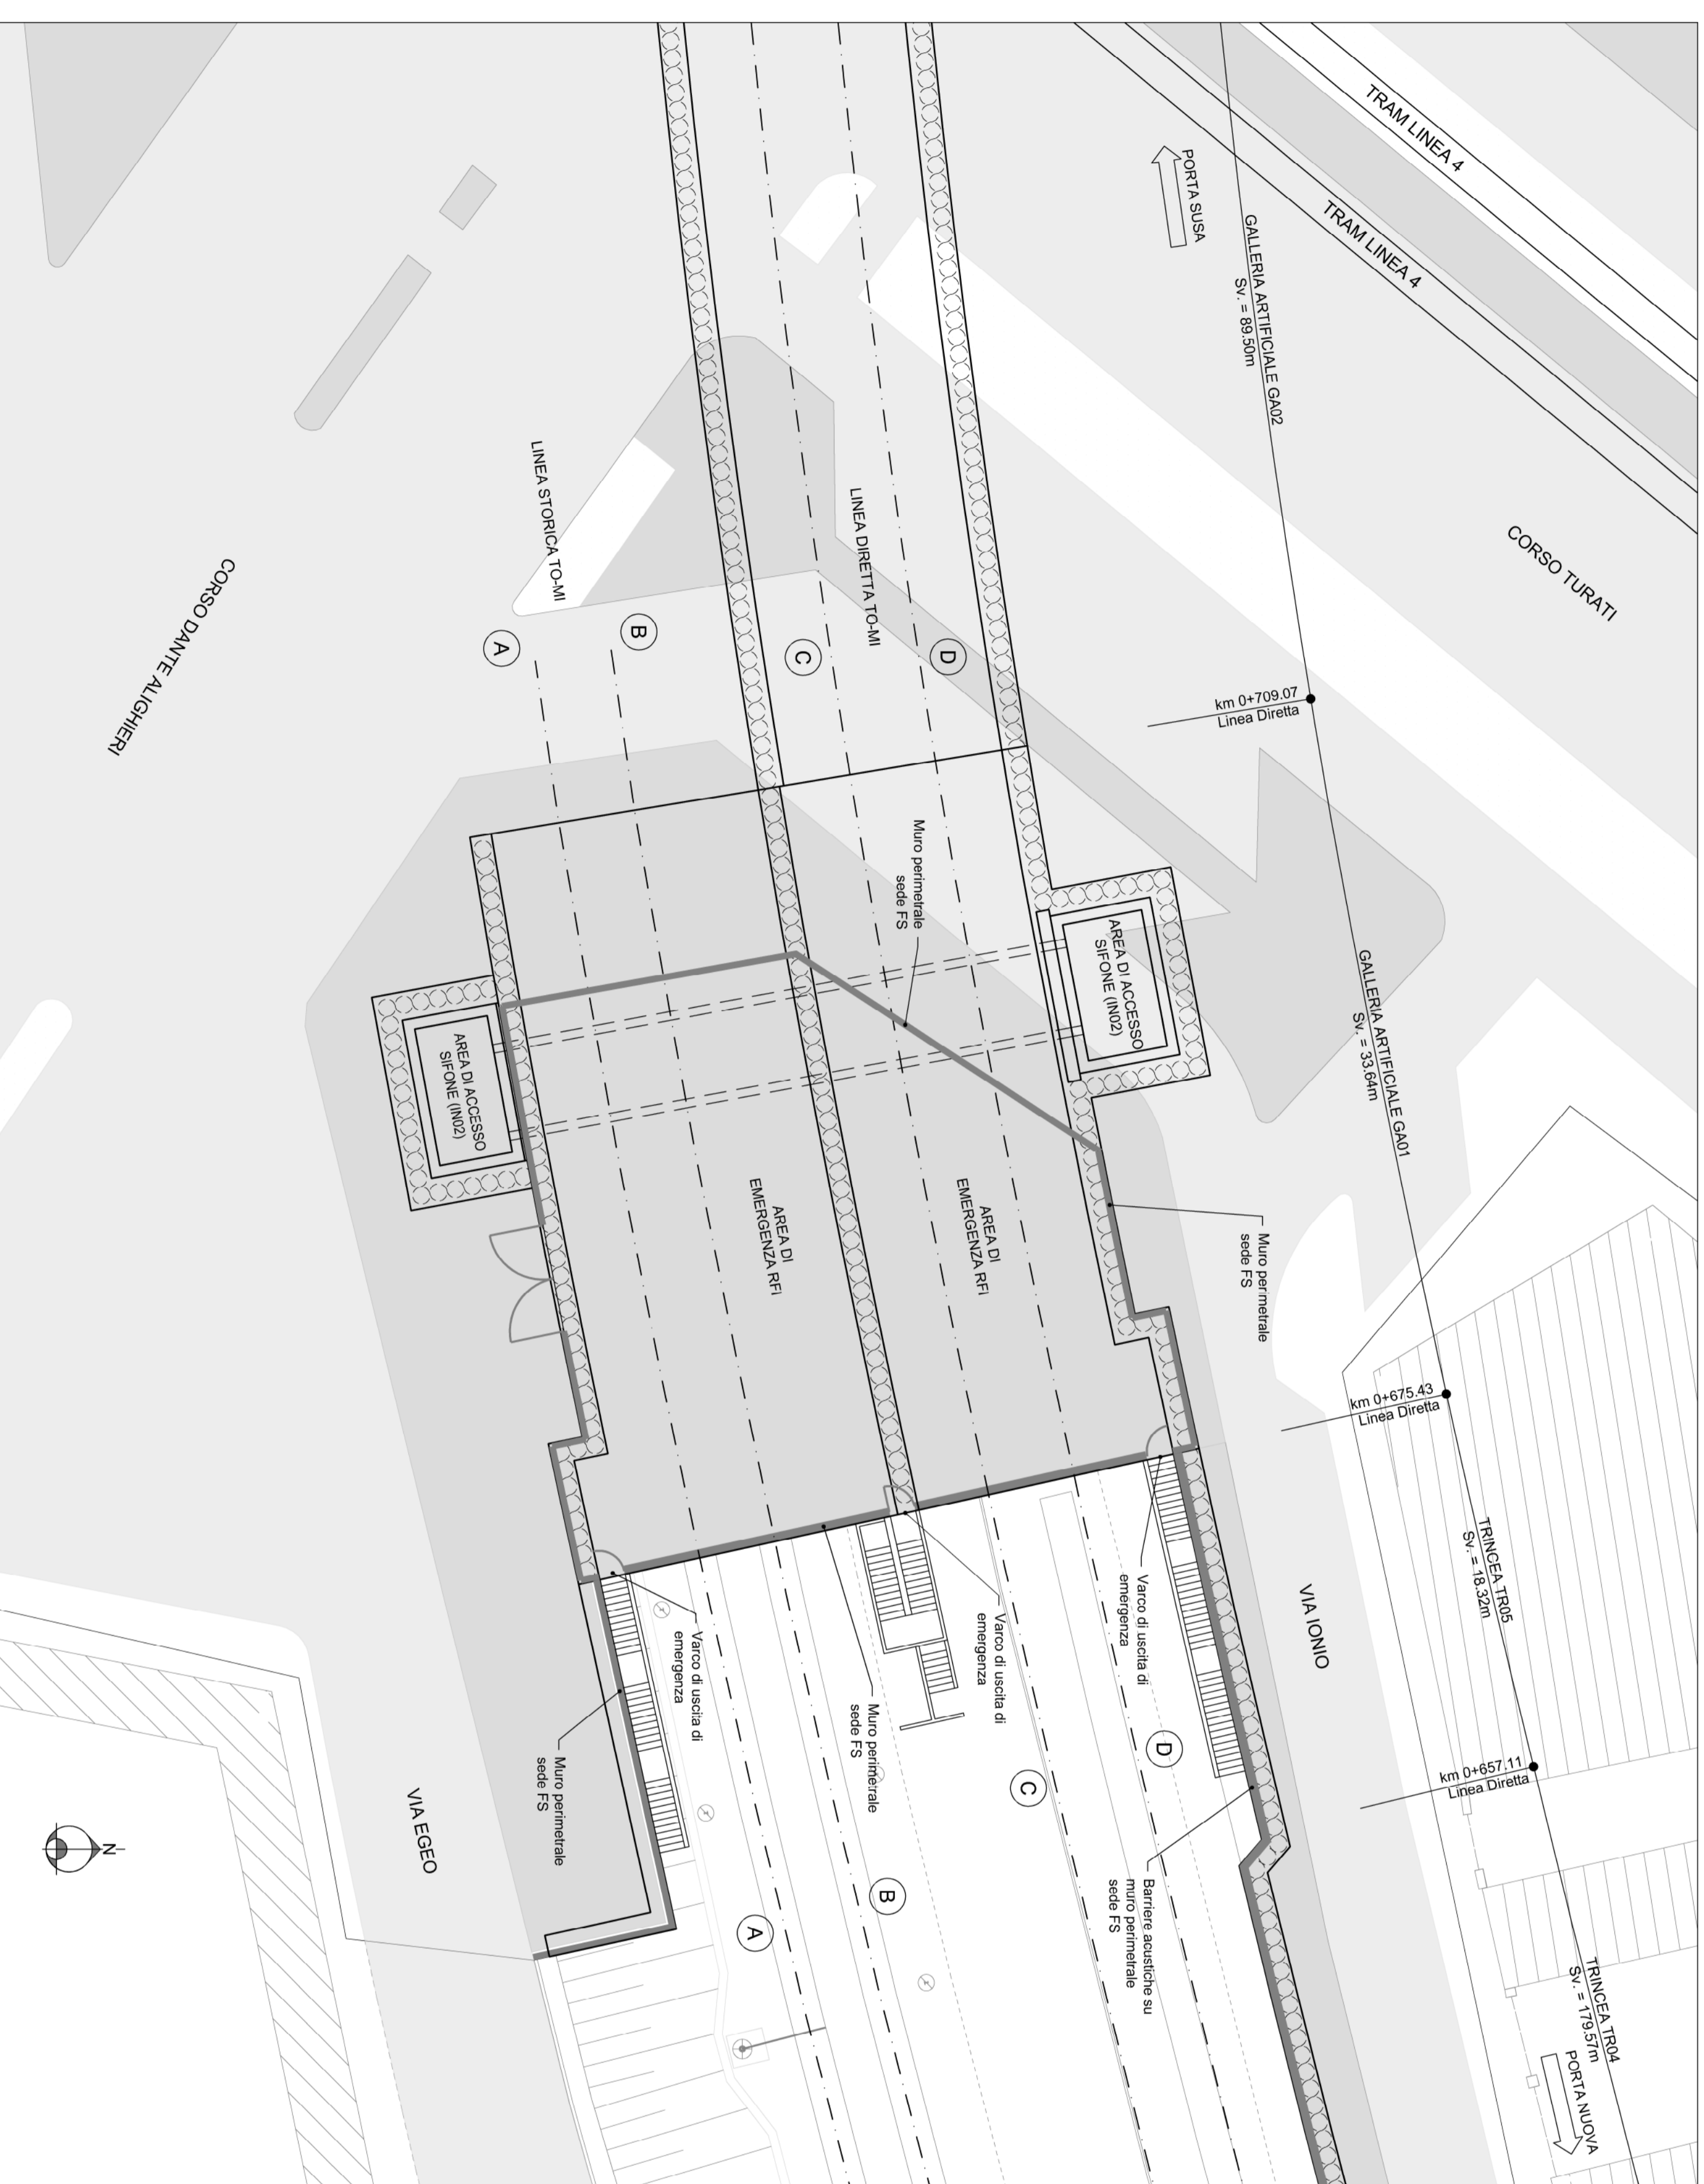 TRAM LINEA 4
TRAM LINEA 4
PORTA SUSA
GALLERIA ARTIFICIALE GA02
Sv. = 89.50m
CORSO TURATI
LINEA STORICA TO-MI
LINEA DIRETTA TO-MI
CORSO DANTE ALIGHIERI
A
B
C
D
km 0+709.07
Linea Diretta
Muro perimetrale
sede FS
AREA DI ACCESSO
SIFONE (IN02)
AREA DI ACCESSO
SIFONE (IN02)
GALLERIA ARTIFICIALE GA01
Sv. = 33.64m
AREA DI
EMERGENZA RFI
AREA DI
EMERGENZA RFI
Muro perimetrale
sede FS
km 0+675.43
Linea Diretta
TRINCEA TR05
Sv. = 18.32m
VIA IONIO
Varco di uscita di
emergenza
Varco di uscita di
emergenza
Varco di uscita di
emergenza
Muro perimetrale
sede FS
Muro perimetrale
sede FS
km 0+657.11
Linea Diretta
D
C
B
A
Barriere acustiche su
muro perimetrale
sede FS
VIA EGEO
N
TRINCEA TR04
Sv. = 179.57m
PORTA NUOVA